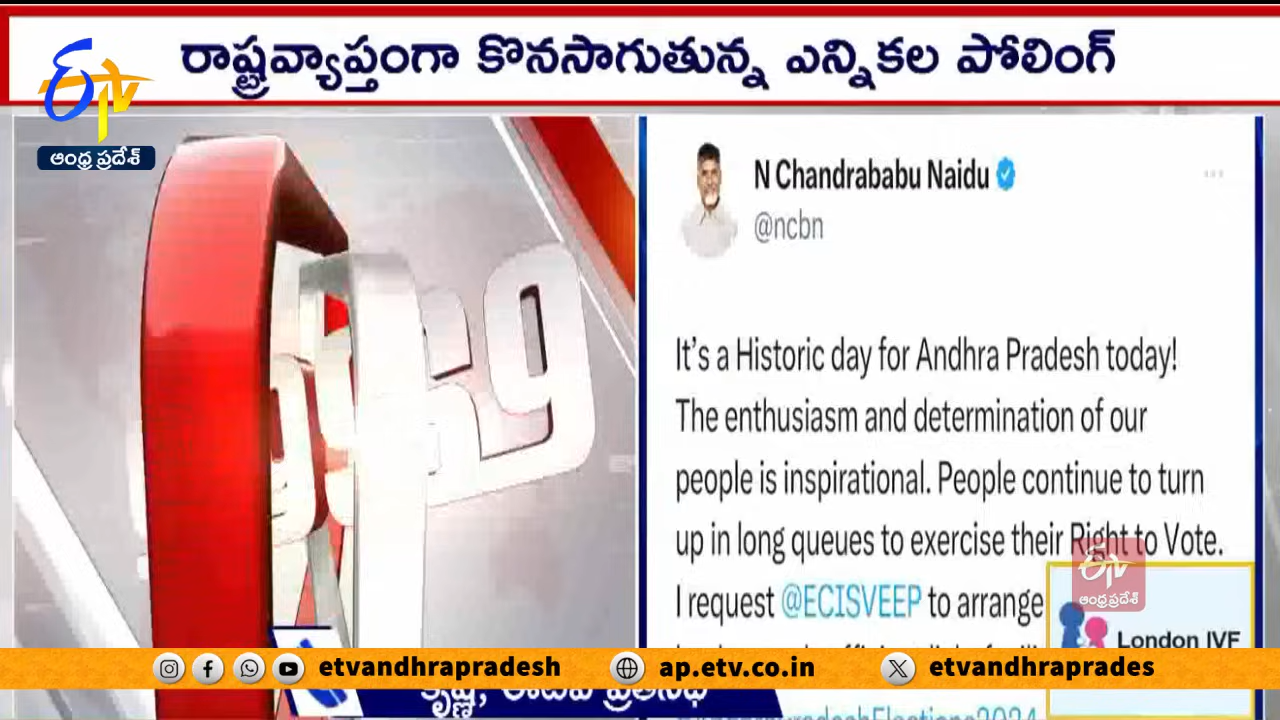 రాష్ట్రవ్యాప్తంగా కొనసాగుతున్న ఎన్నికల పోలింగ్
ఆంధ్ర ప్రదేశ్
N Chandrababu Naidu
@ncbn
It's a Historic day for Andhra Pradesh today!
The enthusiasm and determination of our
people is inspirational. People continue to turn
up in long queues to exercise their Right to Vote.
I request @ECISVEEP to arrange
ఆంధ్రప్రదేశ్
London IVF
etvandhrapradesh
ap.etv.co.in
etvandhraprades
కృష్ణ,